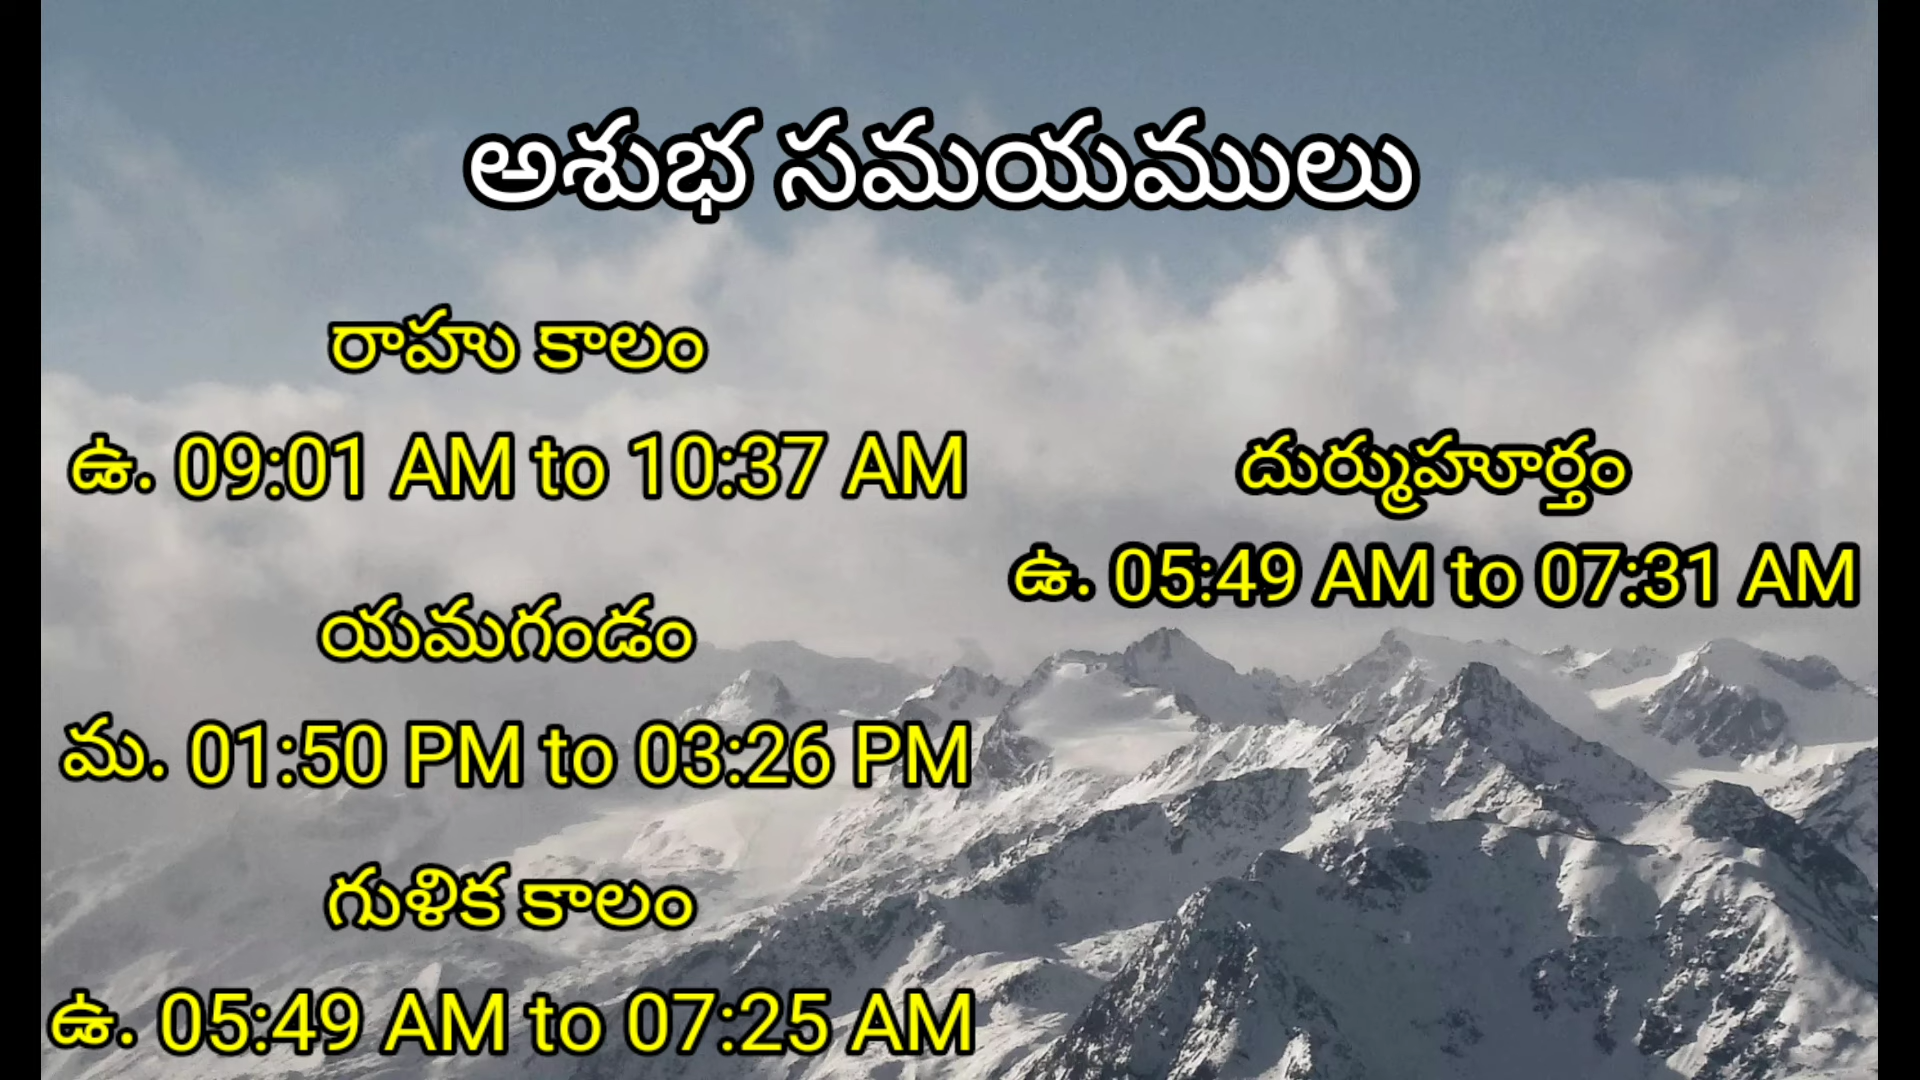 అశుభ సమయములు
రాహు కాలం
ఉ. 09:01 AM to 10:37 AM
యమగండం
మ. 01:50 PM to 03:26 PM
గుళిక కాలం
ఉ. 05:49 AM to 07:25 AM
దుర్ముహూర్తం
ఉ. 05:49 AM to 07:31 AM